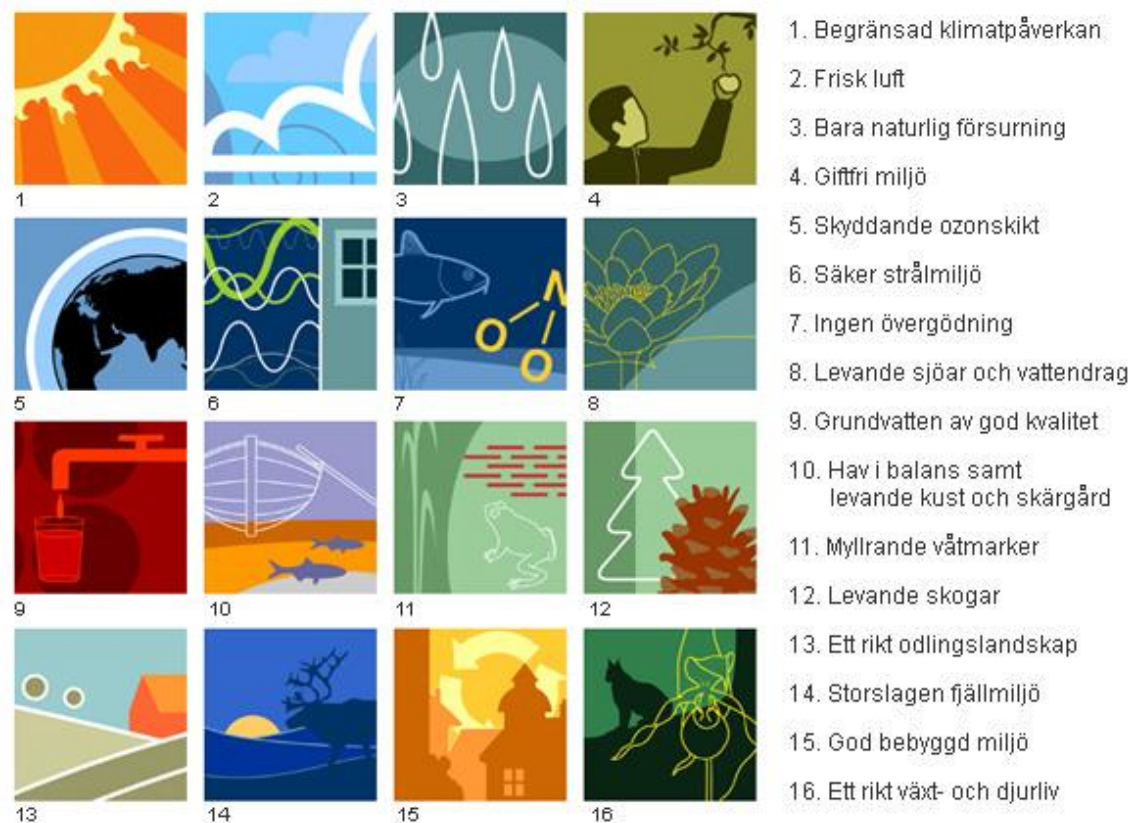 1
2
3
4
5
6
7
O
N
O
8
9
10
11
12
13
14
15
16
1. Begränsad klimatpåverkan
2. Frisk luft
3. Bara naturlig försurning
4. Giftfri miljö
5. Skyddande ozonskikt
6. Säker strålmiljö
7. Ingen övergödning
8. Levande sjöar och vattendrag
9. Grundvatten av god kvalitet
10. Hav i balans samt
levande kust och skärgård
11. Myllrande våtmarker
12. Levande skogar
13. Ett rikt odlingslandskap
14. Storslagen fjällmiljö
15. God bebyggd miljö
16. Ett rikt växt- och djurliv